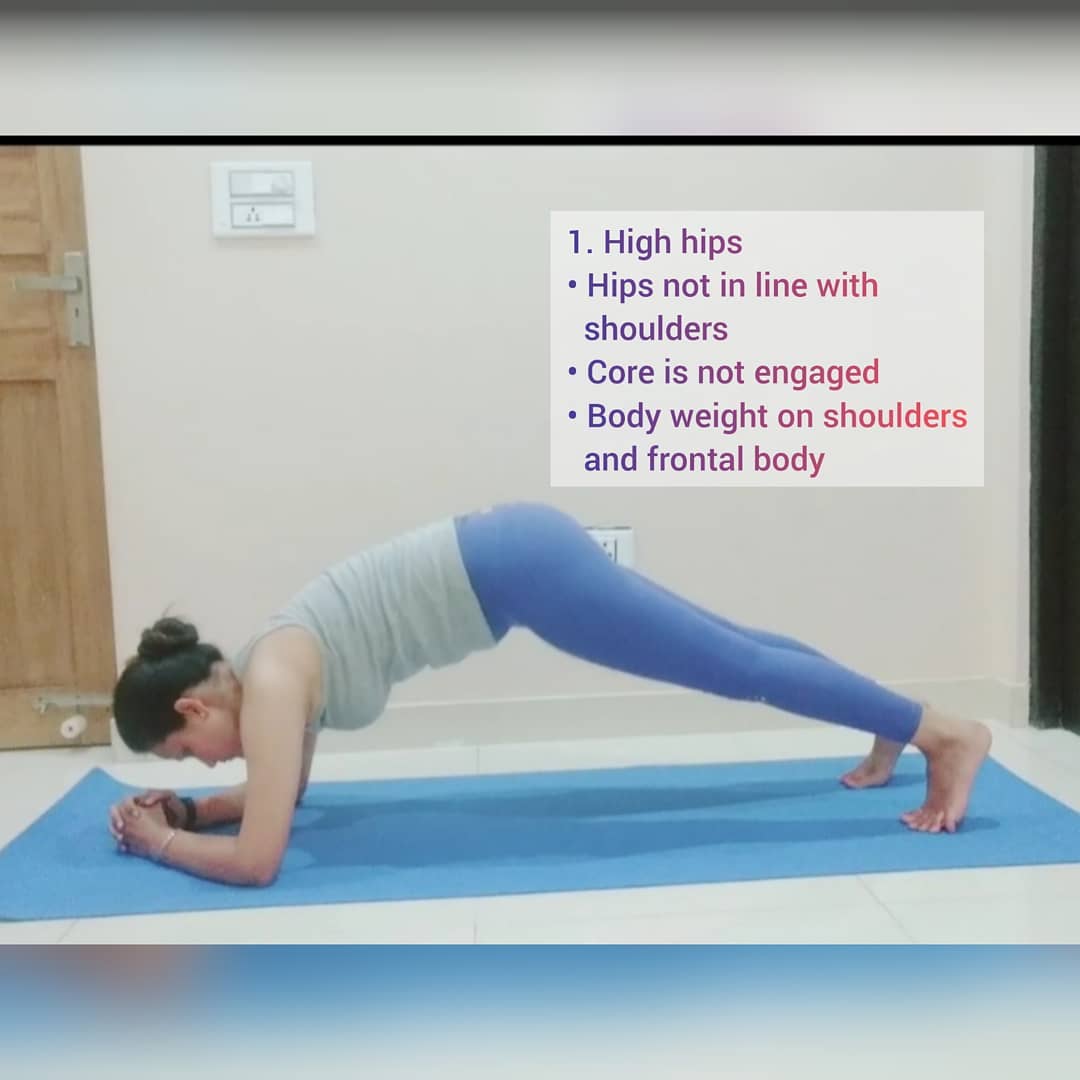 1. High hips
• Hips not in line with
shoulders
• Core is not engaged
• Body weight on shoulders
and frontal body